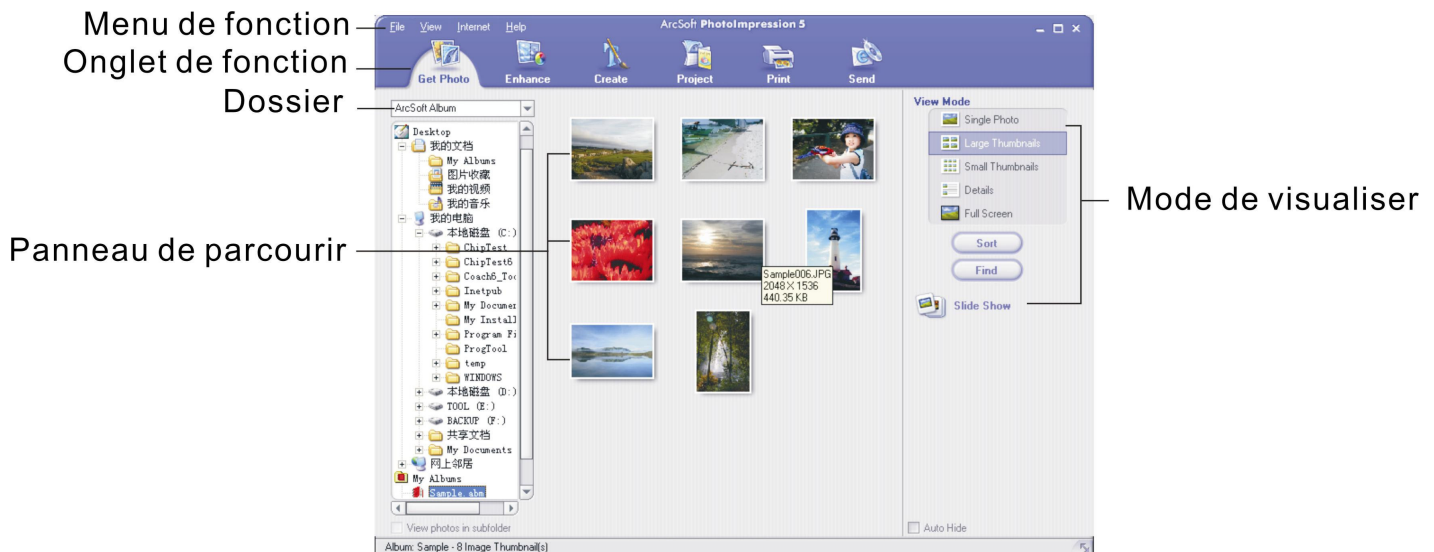 Menu de fonction
Onglet de fonction
Dossier
Panneau de parcourir
File View Internet Help
ArcSoft PhotoImpression 5
Get Photo Enhance Create Project Print Send
ArcSoft Album
Desktop
我的文档
My Albums
图片收藏
我的视频
我的音乐
我的电脑
本地磁盘 (C:)
ChipTest
ChipTest6
Coach6_Too
Inetpub
My Documen
My Install
Program Fi
ProgTool
temp
WINDOWS
本地磁盘 (D:)
TOOL (E:)
BACKUP (F:)
共享文档
My Documents
网上邻居
My Albums
Sample.abm
View photos in subfolder
Album: Sample - 8 Image Thumbnail(s)
Sample006.JPG
2048 X 1536
440.35 KB
View Mode
Single Photo
Large Thumbnails
Small Thumbnails
Details
Full Screen
Sort
Find
Slide Show
Auto Hide
Mode de visualiser